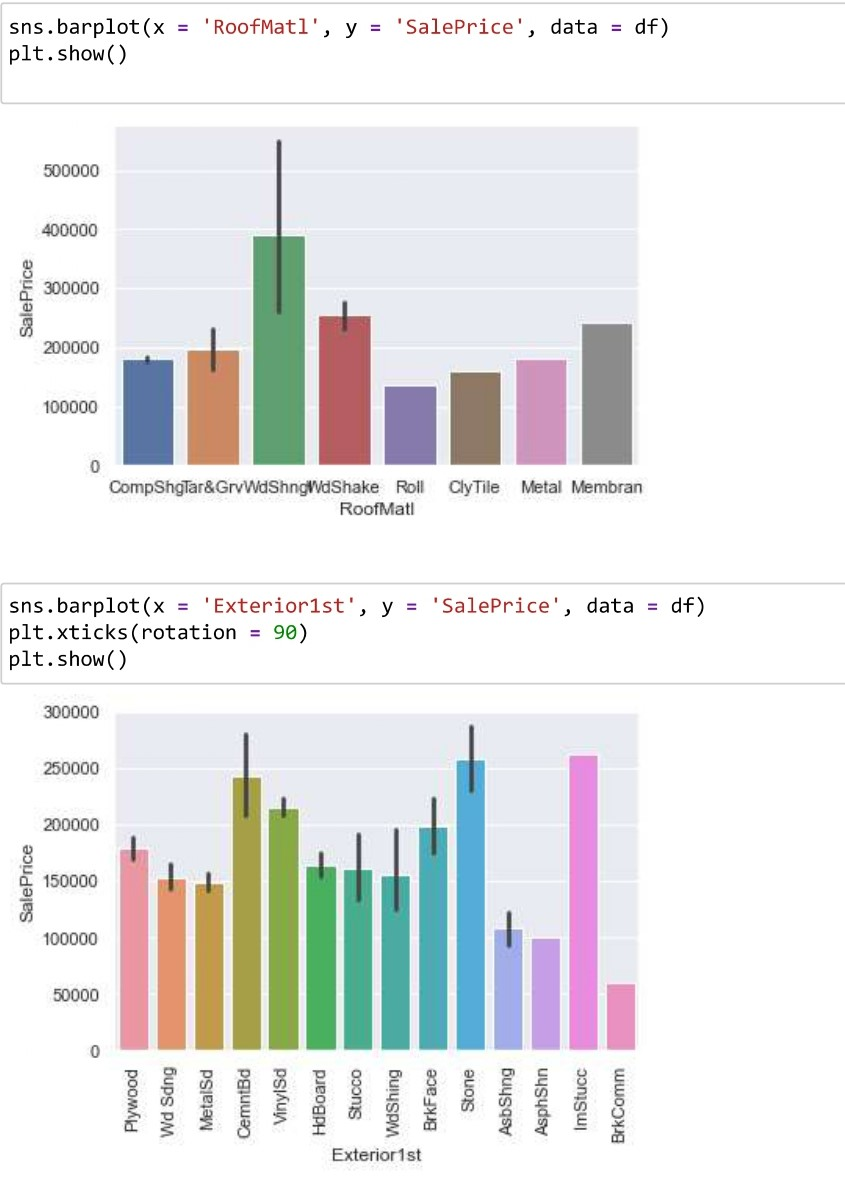 sns.barplot(x = 'RoofMatl', y = 'SalePrice', data = df)
plt.show()
500000
400000
300000
200000
100000
0
SalePrice
CompShg Tar&Grv WdShngl WdShake Roll ClyTile Metal Membran
RoofMatl
sns.barplot(x = 'Exterior1st', y = 'SalePrice', data = df)
plt.xticks(rotation = 90)
plt.show()
300000
250000
200000
150000
100000
50000
0
SalePrice
Plywood
Wd Sdng
MetalSd
CemntBd
VinylSd
HdBoard
Stucco
WdShing
BrkFace
Stone
AsbShng
AsphShn
ImStucc
BrkComm
Exterior1st